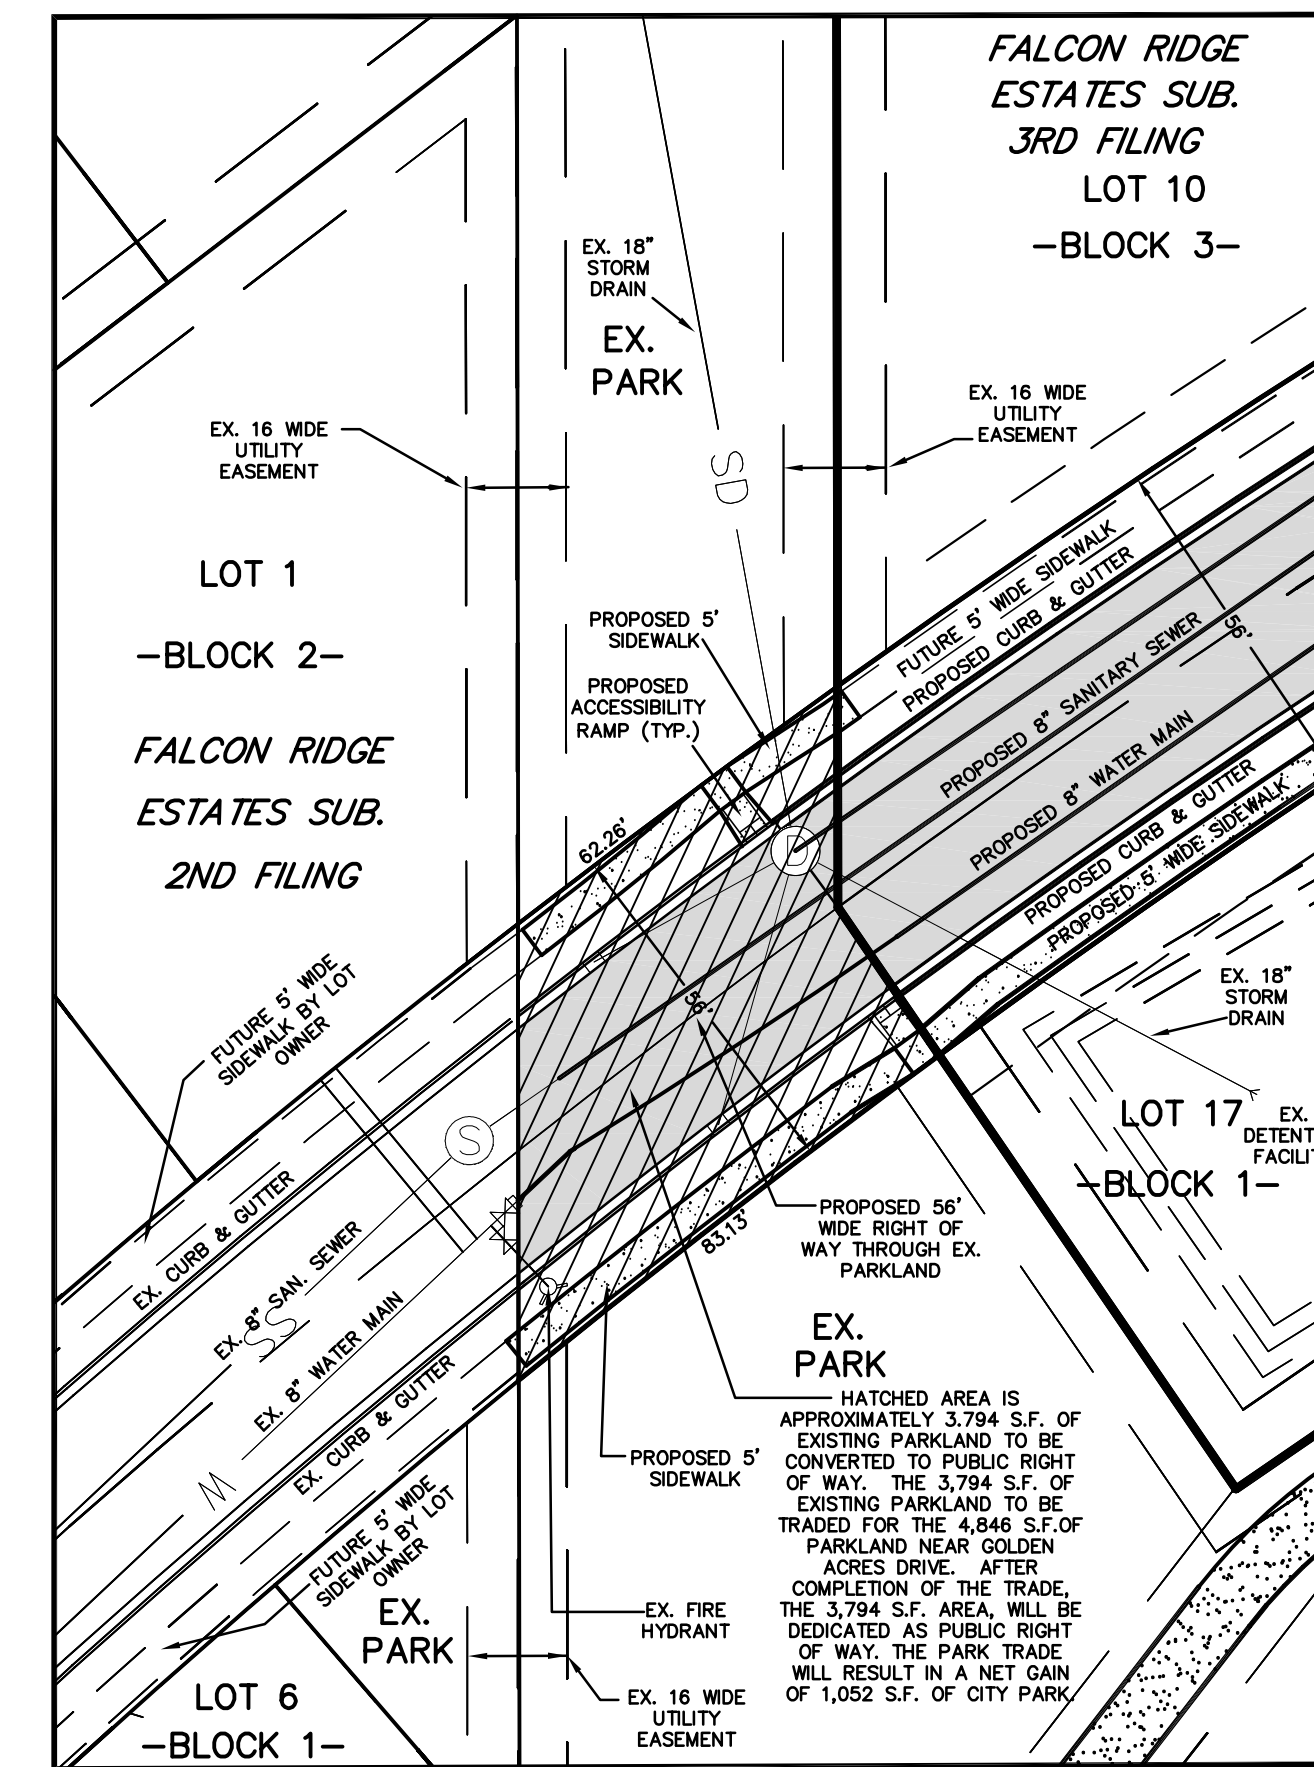 FALCON RIDGE
ESTATES SUB.
3RD FILING
LOT 10
-BLOCK 3-
EX. 18"
STORM
DRAIN
EX.
PARK
EX. 16 WIDE
UTILITY
EASEMENT
EX. 16 WIDE
UTILITY
EASEMENT
SD
LOT 1
-BLOCK 2-
FALCON RIDGE
ESTATES SUB.
2ND FILING
PROPOSED 5'
SIDEWALK
PROPOSED
ACCESSIBILITY
RAMP (TYP.)
FUTURE 5' WIDE SIDEWALK
PROPOSED CURB & GUTTER
56'
PROPOSED 8" SANITARY SEWER
PROPOSED 8" WATER MAIN
PROPOSED CURB & GUTTER
PROPOSED 5' WIDE SIDEWALK
62.26'
D
56'
FUTURE 5' WIDE
SIDEWALK BY LOT
OWNER
EX. 18"
STORM
DRAIN
S
LOT 17
-BLOCK 1-
EX.
DETENT
FACILIT
EX. CURB & GUTTER
EX. 8" SAN. SEWER
SS
EX. 8" WATER MAIN
W
EX. CURB & GUTTER
83.13'
PROPOSED 56'
WIDE RIGHT OF
WAY THROUGH EX.
PARKLAND
EX.
PARK
HATCHED AREA IS
APPROXIMATELY 3.794 S.F. OF
EXISTING PARKLAND TO BE
CONVERTED TO PUBLIC RIGHT
OF WAY. THE 3,794 S.F. OF
EXISTING PARKLAND TO BE
TRADED FOR THE 4,846 S.F.OF
PARKLAND NEAR GOLDEN
ACRES DRIVE. AFTER
COMPLETION OF THE TRADE,
THE 3,794 S.F. AREA, WILL BE
DEDICATED AS PUBLIC RIGHT
OF WAY. THE PARK TRADE
WILL RESULT IN A NET GAIN
OF 1,052 S.F. OF CITY PARK.
PROPOSED 5'
SIDEWALK
FUTURE 5' WIDE
SIDEWALK BY LOT
OWNER
EX. FIRE
HYDRANT
EX.
PARK
EX. 16 WIDE
UTILITY
EASEMENT
LOT 6
-BLOCK 1-